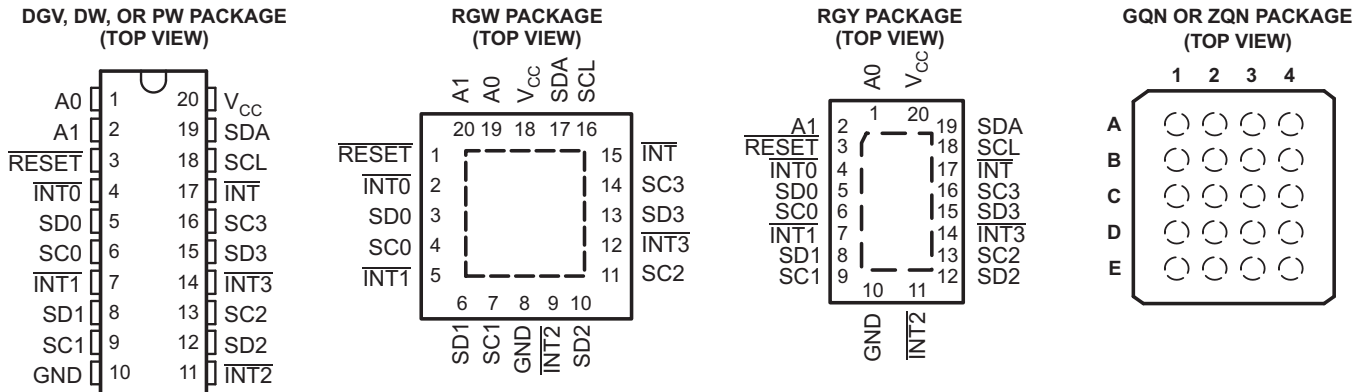 DGV, DW, OR PW PACKAGE
(TOP VIEW)
A0 1 20 VCC
A1 2 19 SDA
RESET 3 18 SCL
INT0 4 17 INT
SD0 5 16 SC3
SC0 6 15 SD3
INT1 7 14 INT3
SD1 8 13 SC2
SC1 9 12 SD2
GND 10 11 INT2
RGW PACKAGE
(TOP VIEW)
A1 A0 VCC SDA SCL
20 19 18 17 16
RESET 1 15 INT
INT0 2 14 SC3
SD0 3 13 SD3
SC0 4 12 INT3
INT1 5 11 SC2
6 7 8 9 10
SD1 SC1 GND INT2 SD2
RGY PACKAGE
(TOP VIEW)
A0 VCC
1 20
A1 2 19 SDA
RESET 3 18 SCL
INT0 4 17 INT
SD0 5 16 SC3
SC0 6 15 SD3
INT1 7 14 INT3
SD1 8 13 SC2
SC1 9 12 SD2
10 11
GND INT2
GQN OR ZQN PACKAGE
(TOP VIEW)
1 2 3 4
A
B
C
D
E